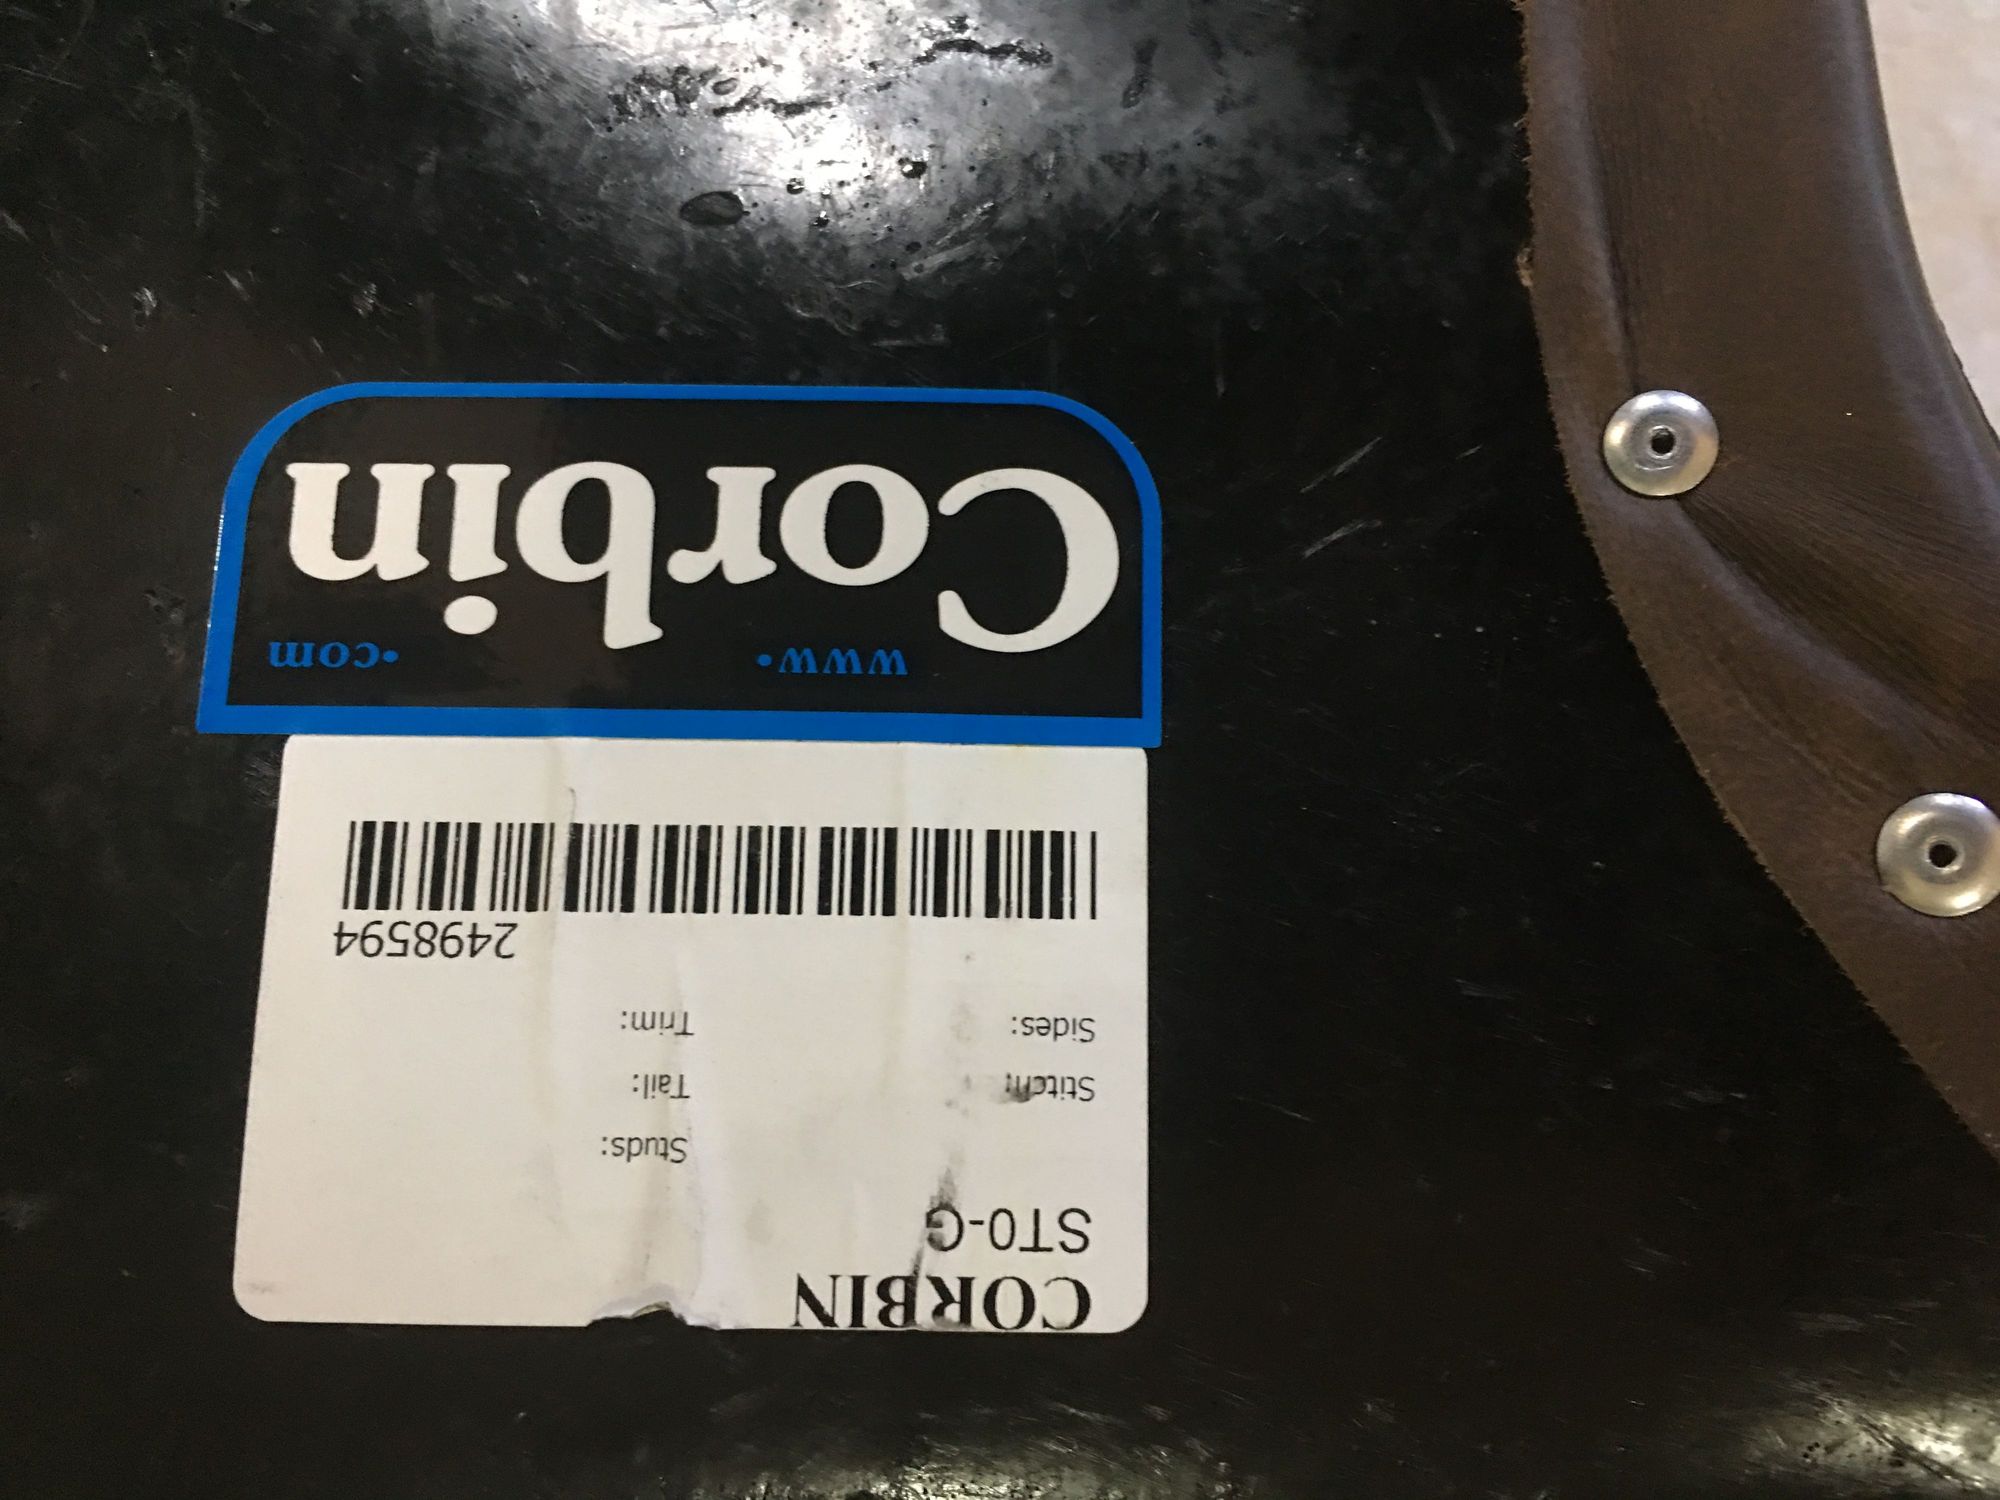 CORBIN
ST0-G
Studs:
Stitch: Tail:
Sides: Trim:
2498594
www. .com
Corbin